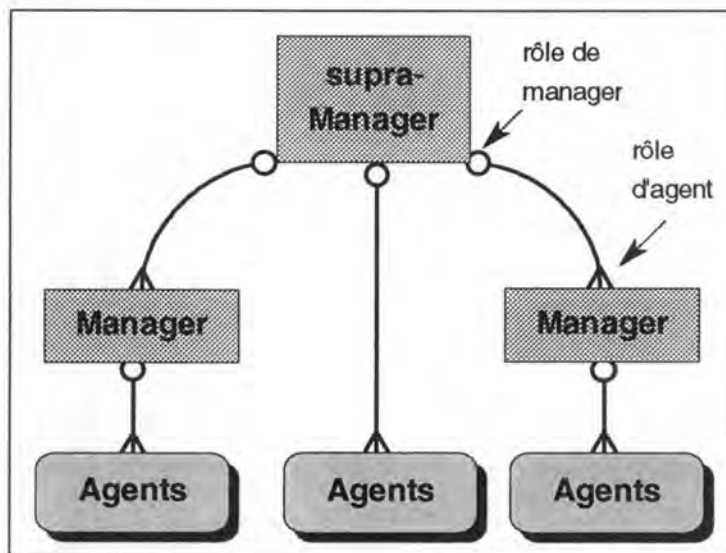 supra-
Manager
rôle de
manager
rôle
d'agent
Manager
Manager
Agents
Agents
Agents